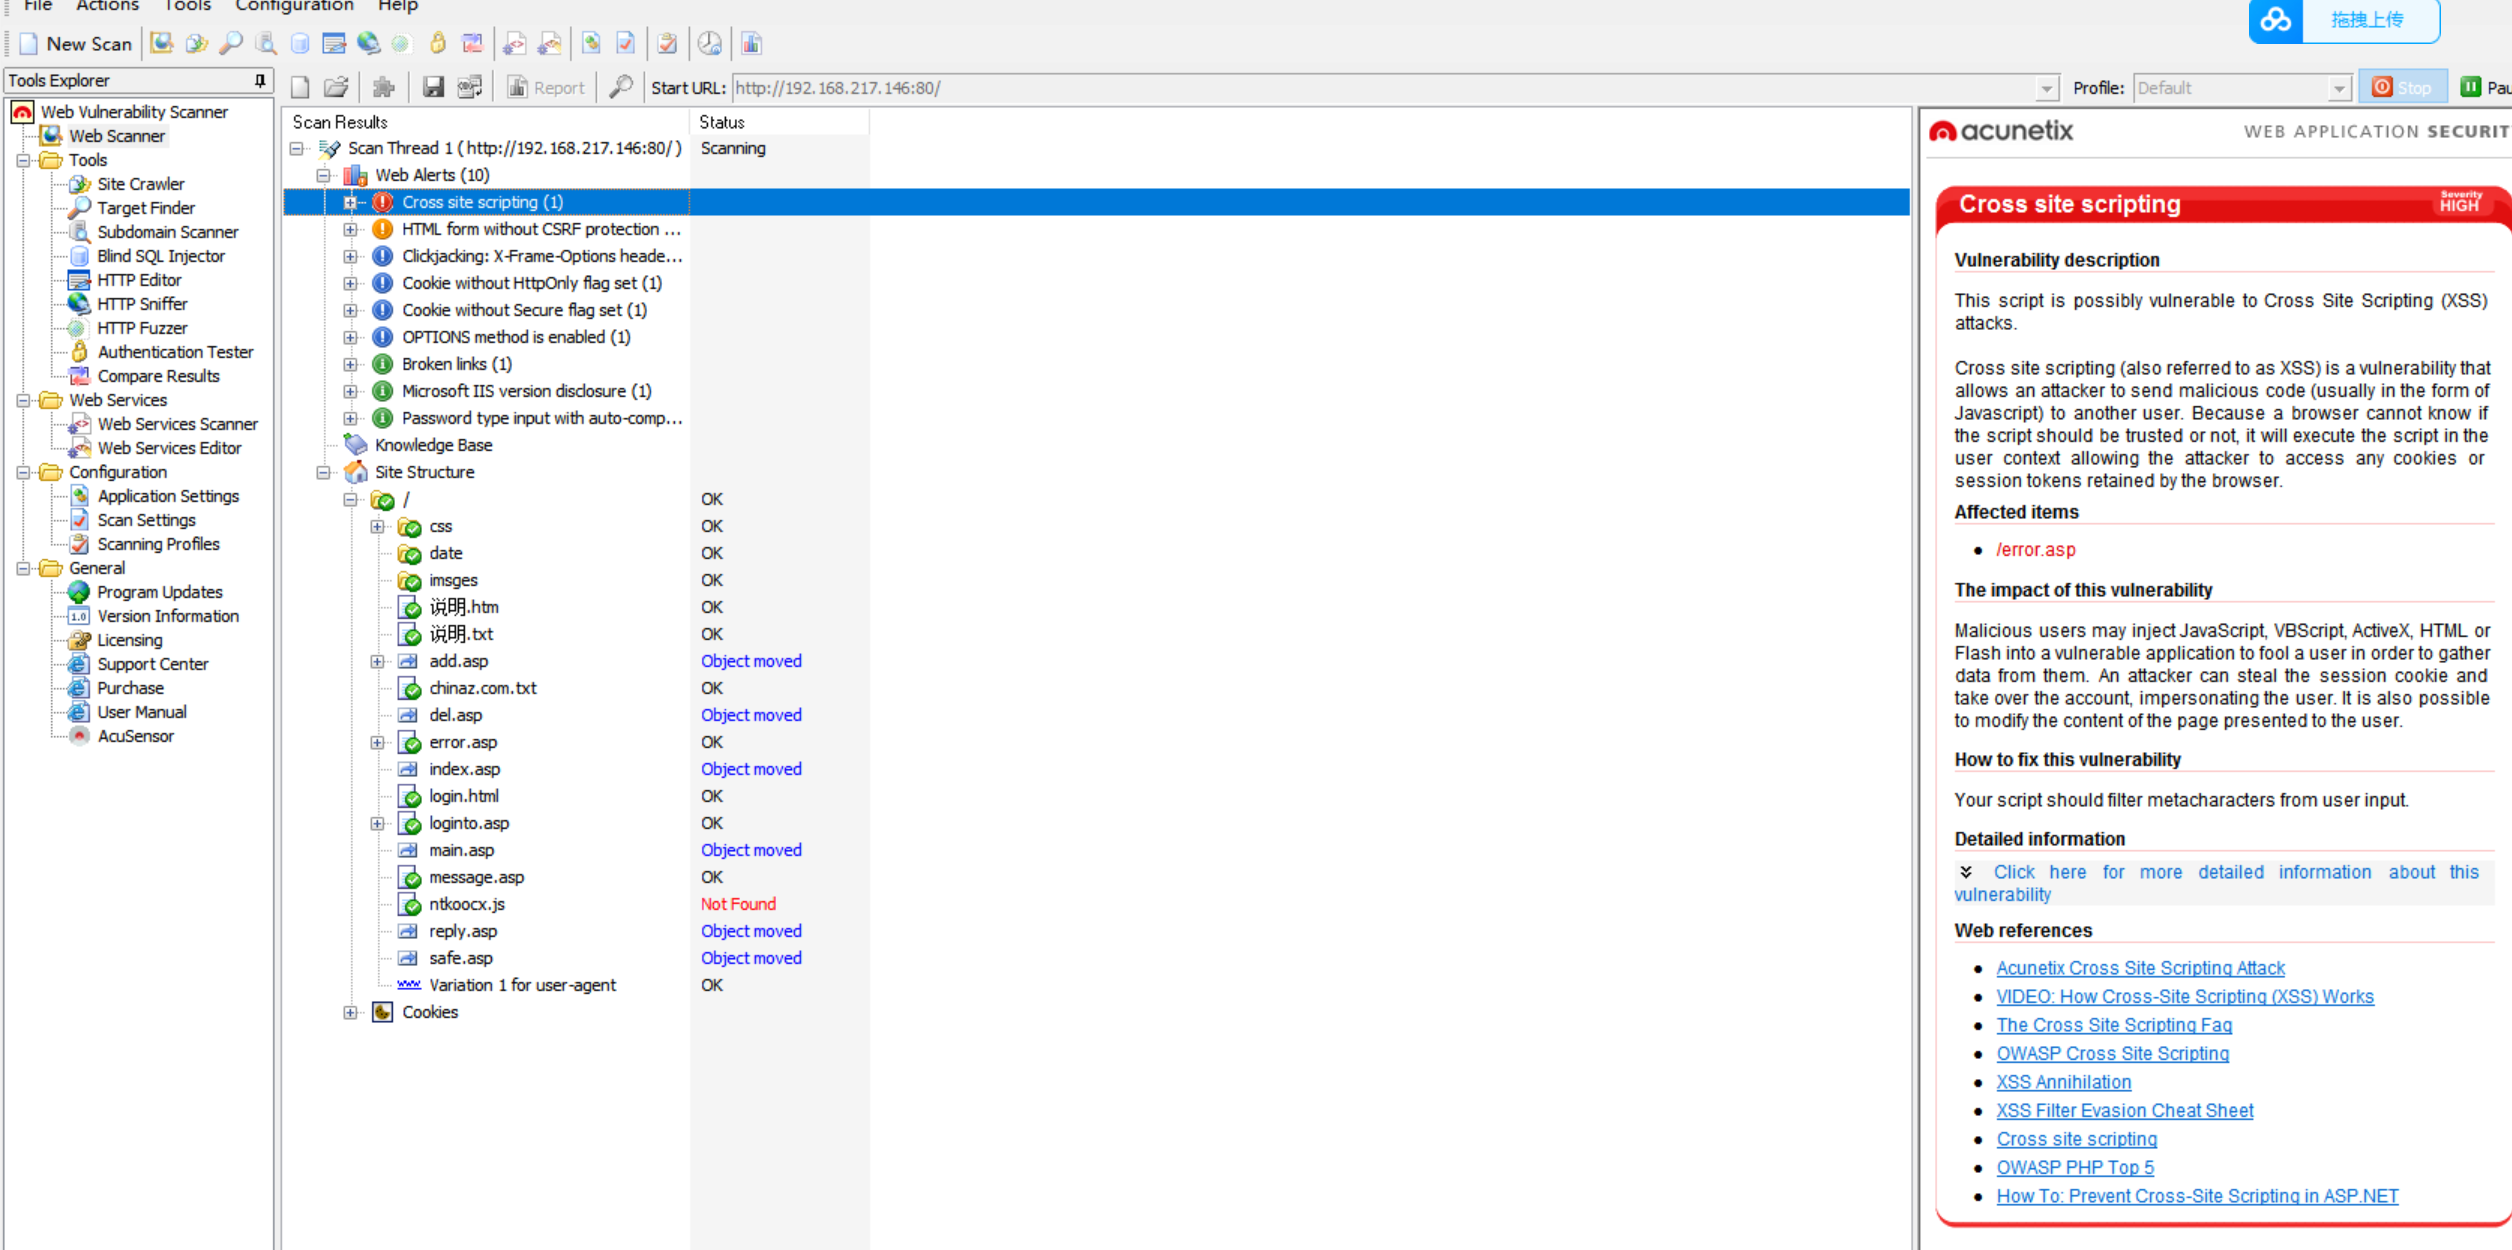 File Actions Tools Configuration Help
拖拽上传
New Scan
Tools Explorer
Report
Start URL: http://192.168.217.146:80/
Profile: Default
Stop
Web Vulnerability Scanner
Web Scanner
Tools
Site Crawler
Target Finder
Subdomain Scanner
Blind SQL Injector
HTTP Editor
HTTP Sniffer
HTTP Fuzzer
Authentication Tester
Compare Results
Web Services
Web Services Scanner
Web Services Editor
Configuration
Application Settings
Scan Settings
Scanning Profiles
General
Program Updates
1.0 Version Information
Licensing
Support Center
Purchase
User Manual
AcuSensor
Scan Results Status
Scan Thread 1 ( http://192.168.217.146:80/ ) Scanning
Web Alerts (10)
Cross site scripting (1)
HTML form without CSRF protection ...
Clickjacking: X-Frame-Options heade...
Cookie without HttpOnly flag set (1)
Cookie without Secure flag set (1)
OPTIONS method is enabled (1)
Broken links (1)
Microsoft IIS version disclosure (1)
Password type input with auto-comp...
Knowledge Base
Site Structure
/ OK
css OK
date OK
imsges OK
说明.htm OK
说明.txt OK
add.asp Object moved
chinaz.com.txt OK
del.asp Object moved
error.asp OK
index.asp Object moved
login.html OK
loginto.asp OK
main.asp Object moved
message.asp OK
ntkoocx.js Not Found
reply.asp Object moved
safe.asp Object moved
Variation 1 for user-agent OK
Cookies
acunetix WEB APPLICATION
Cross site scripting Severity
HIGH
Vulnerability description
This script is possibly vulnerable to Cross Site Scripting (XSS)
attacks.
Cross site scripting (also referred to as XSS) is a vulnerability that
allows an attacker to send malicious code (usually in the form of
Javascript) to another user. Because a browser cannot know if
the script should be trusted or not, it will execute the script in the
user context allowing the attacker to access any cookies or
session tokens retained by the browser.
Affected items
• /error.asp
The impact of this vulnerability
Malicious users may inject JavaScript, VBScript, ActiveX, HTML or
Flash into a vulnerable application to fool a user in order to gather
data from them. An attacker can steal the session cookie and
take over the account, impersonating the user. It is also possible
to modify the content of the page presented to the user.
How to fix this vulnerability
Your script should filter metacharacters from user input.
Detailed information
Click here for more detailed information about this
vulnerability
Web references
• Acunetix Cross Site Scripting Attack
• VIDEO: How Cross-Site Scripting (XSS) Works
• The Cross Site Scripting Faq
• OWASP Cross Site Scripting
• XSS Annihilation
• XSS Filter Evasion Cheat Sheet
• Cross site scripting
• OWASP PHP Top 5
• How To: Prevent Cross-Site Scripting in ASP.NET